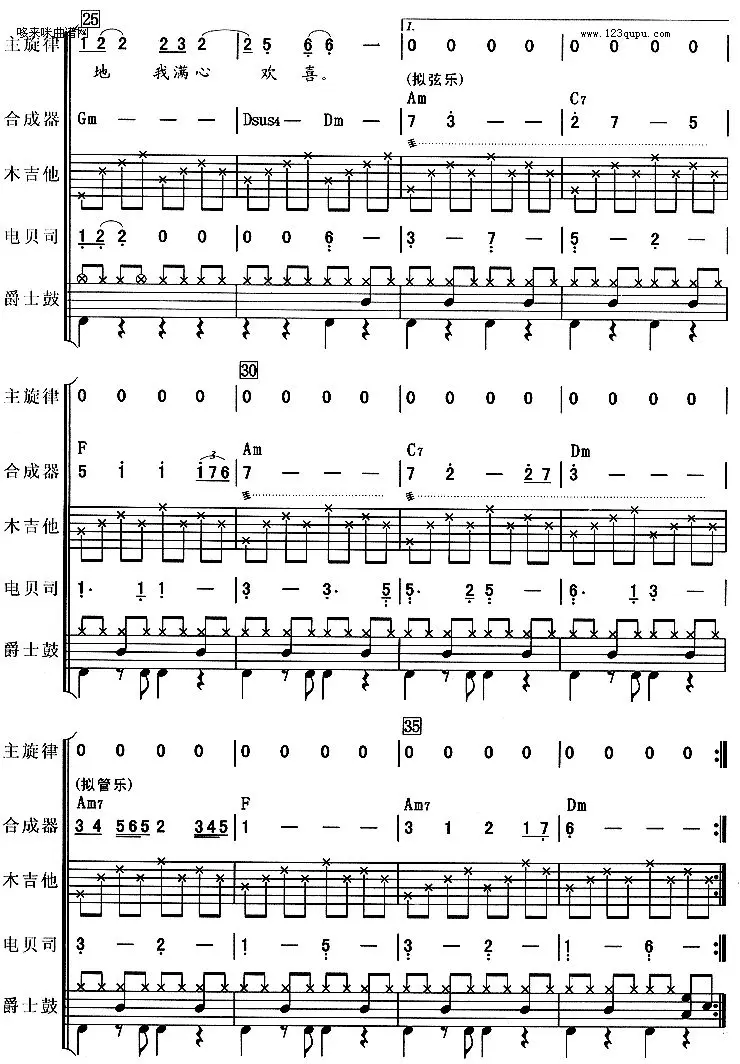 哆来咪曲谱网
www.123qupu.com
25
1.
主旋律 1 2 2 2 3 2 2 5 6 6 — 0 0 0 0 0 0 0 0
地 我 满 心 欢 喜。
(拟弦乐)
Am C7
合成器 Gm — — — Dsus4 — Dm — 7 3 — — 2 7 — 5
木吉他
电贝司 1 2 2 0 0 0 0 6 — 3 — 7 — 5 — 2 —
爵士鼓
30
主旋律 0 0 0 0 0 0 0 0 0 0 0 0 0 0 0 0
F Am C7 Dm
3
合成器 5 1 1 1 7 6 7 — — — 7 2 — 2 7 3 — — —
木吉他
电贝司 1. 1 1 — 3 — 3. 5 5. 2 5 — 6. 1 3 —
爵士鼓
35
主旋律 0 0 0 0 0 0 0 0 0 0 0 0 0 0 0 0
(拟管乐)
Am7 F Am7 Dm
合成器 3 4 5 6 5 2 3 4 5 1 — — — 3 1 2 1 7 6 — — —
木吉他
电贝司 3 — 2 — 1 — 5 — 3 — 2 — 1 — 6 —
爵士鼓